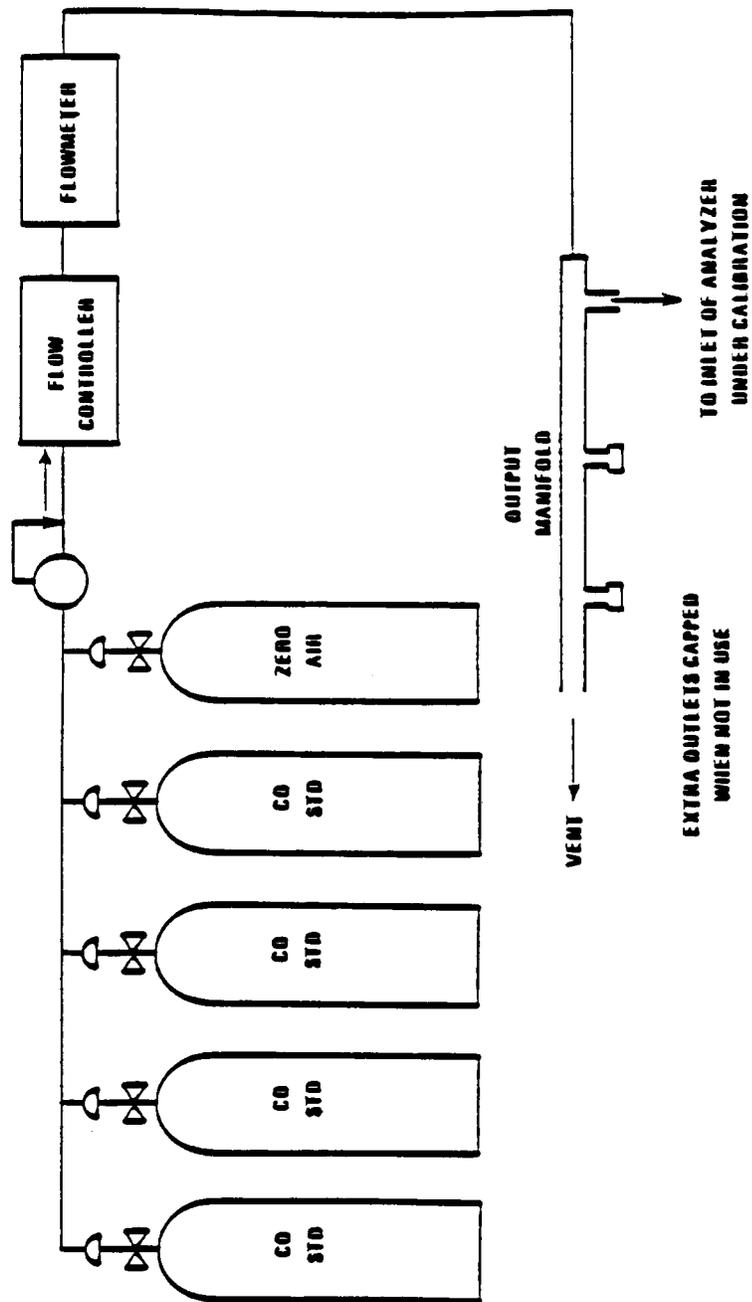 FLOWMETER
FLOW
CONTROLLER
ZERO
AIR
CO
STD
CO
STD
CO
STD
CO
STD
OUTPUT
MANIFOLD
VENT
TO INLET OF ANALYZER
UNDER CALIBRATION
EXTRA OUTLETS CAPPED
WHEN NOT IN USE